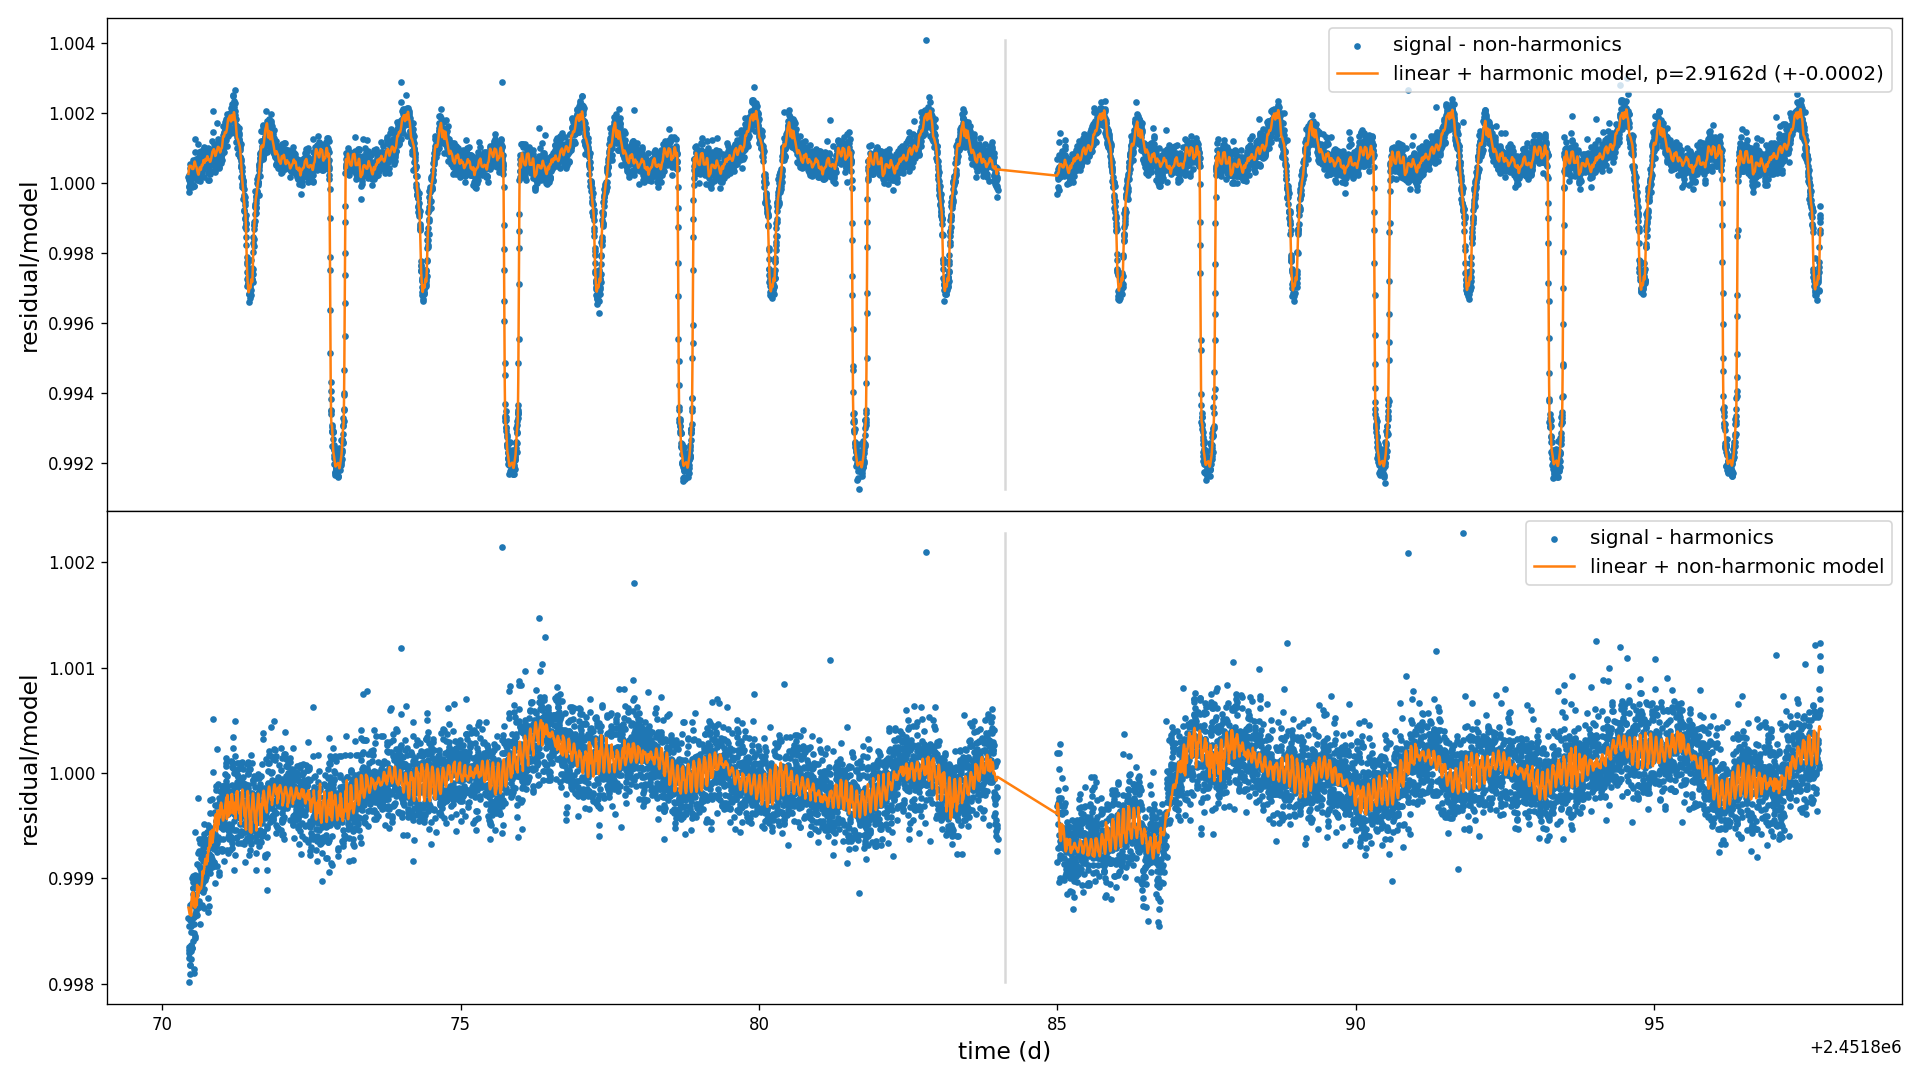 1.004
1.002
1.000
0.998
0.996
0.994
0.992
residual/model
signal - non-harmonics
linear + harmonic model, p=2.9162d (+-0.0002)
1.002
1.001
1.000
0.999
0.998
residual/model
signal - harmonics
linear + non-harmonic model
70 75 80 85 90 95
time (d)
+2.4518e6